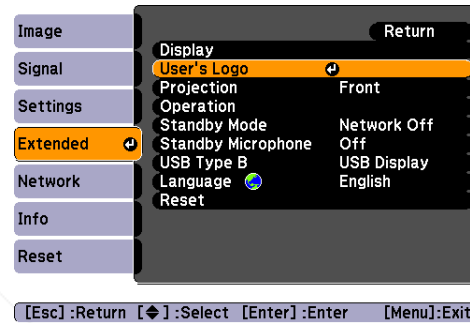 Image
Signal
Settings
Extended
Network
Info
Reset
Return
Display
User's Logo
Projection Front
Operation
Standby Mode Network Off
Standby Microphone Off
USB Type B USB Display
Language English
Reset
[Esc] :Return [◆] :Select [Enter] :Enter [Menu] :Exit